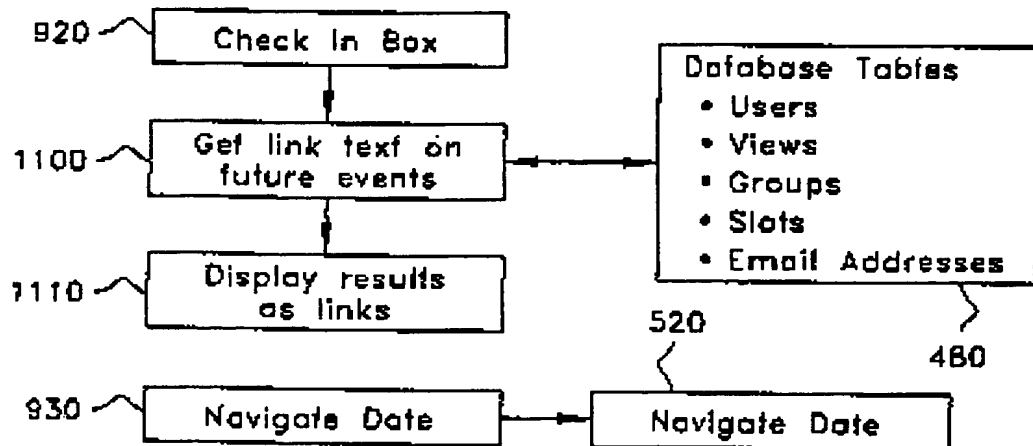 920
Check In Box
1100
Get link text on
future events
1110
Display results
as links
Database Tables
• Users
• Views
• Groups
• Slots
• Email Addresses
480
930
Navigate Date
520
Navigate Date